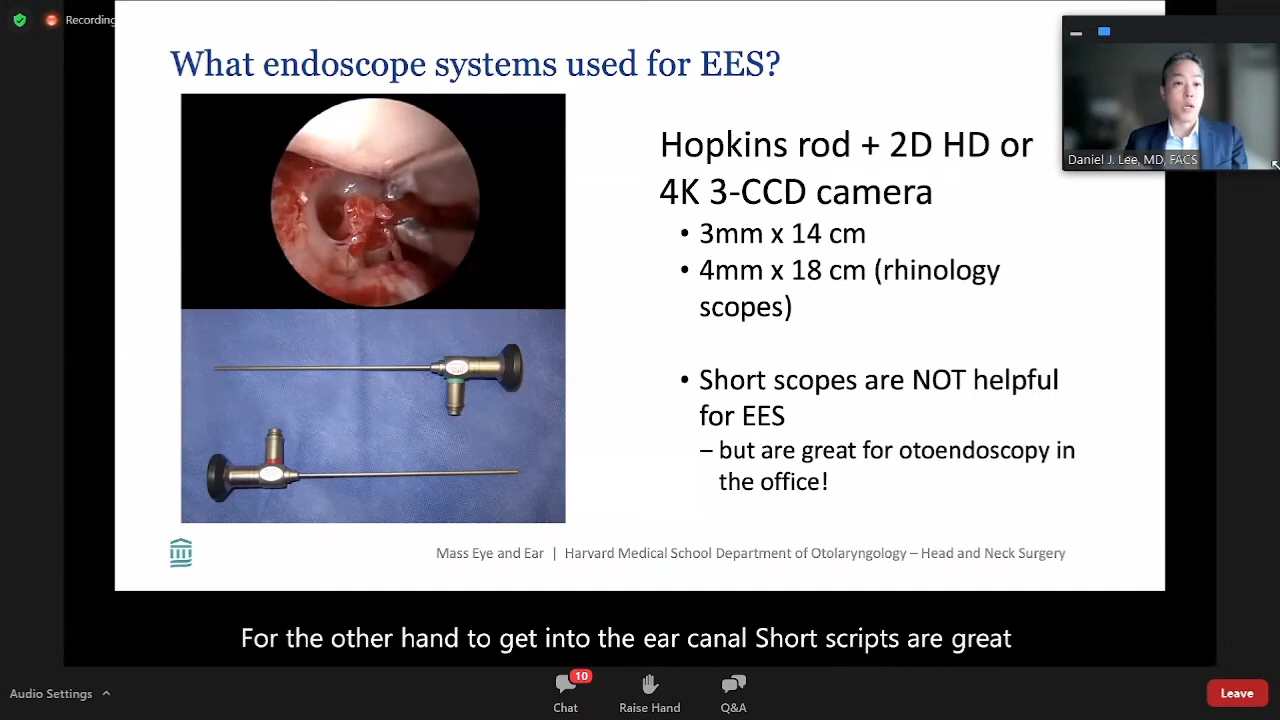 Recording
What endoscope systems used for EES?
Hopkins rod + 2D HD or
4K 3-CCD camera
• 3mm x 14 cm
• 4mm x 18 cm (rhinology
scopes)
• Short scopes are NOT helpful
for EES
– but are great for otoendoscopy in
the office!
Daniel J. Lee, MD, FACS
Mass Eye and Ear | Harvard Medical School Department of Otolaryngology – Head and Neck Surgery
For the other hand to get into the ear canal Short scripts are great
Audio Settings
10
Chat
Raise Hand
Q&A
Leave